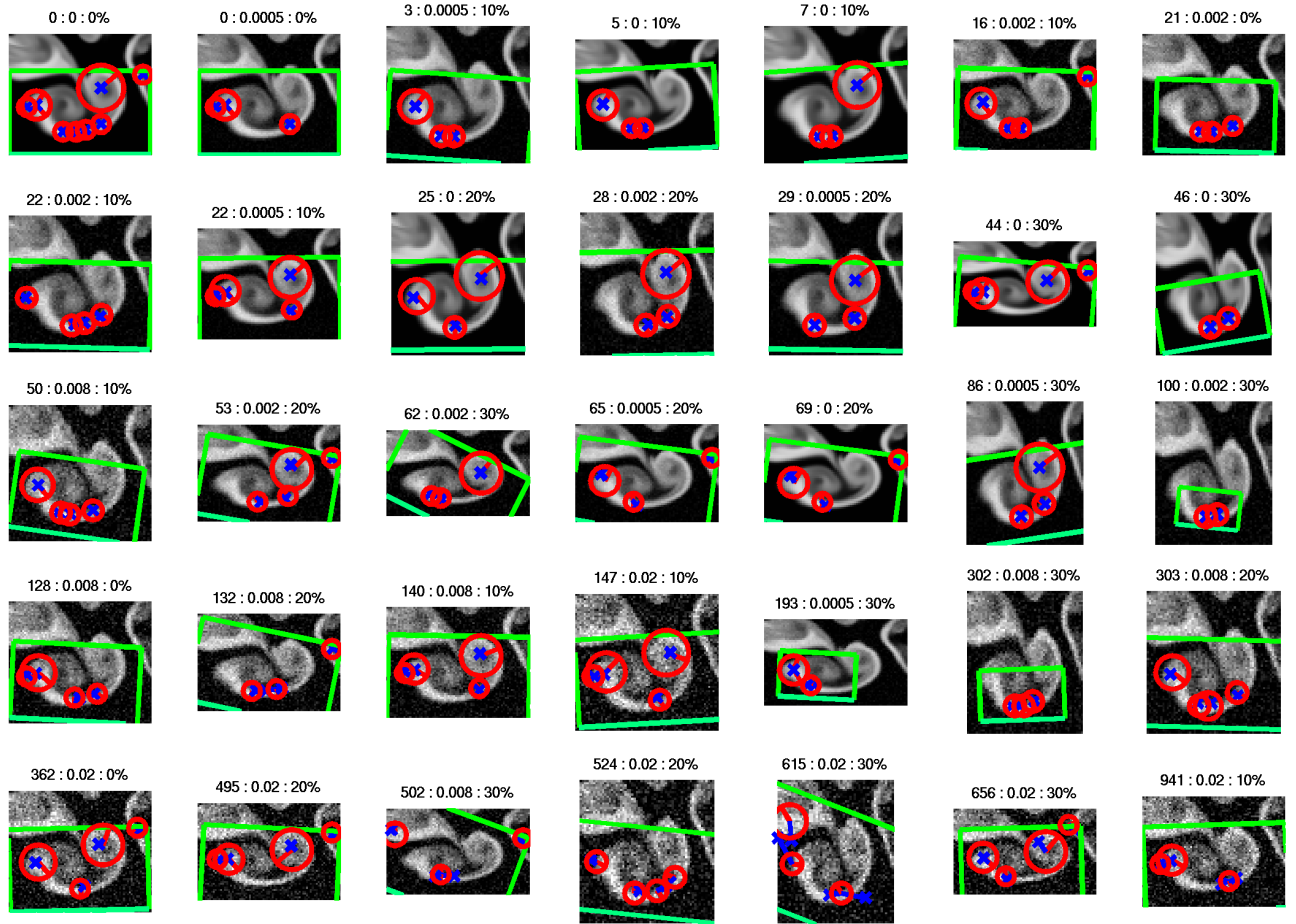 0 : 0 : 0%
0 : 0.0005 : 0%
3 : 0.0005 : 10%
5 : 0 : 10%
7 : 0 : 10%
16 : 0.002 : 10%
21 : 0.002 : 0%
22 : 0.002 : 10%
22 : 0.0005 : 10%
25 : 0 : 20%
28 : 0.002 : 20%
29 : 0.0005 : 20%
44 : 0 : 30%
46 : 0 : 30%
50 : 0.008 : 10%
53 : 0.002 : 20%
62 : 0.002 : 30%
65 : 0.0005 : 20%
69 : 0 : 20%
86 : 0.0005 : 30%
100 : 0.002 : 30%
128 : 0.008 : 0%
132 : 0.008 : 20%
140 : 0.008 : 10%
147 : 0.02 : 10%
193 : 0.0005 : 30%
302 : 0.008 : 30%
303 : 0.008 : 20%
362 : 0.02 : 0%
495 : 0.02 : 20%
502 : 0.008 : 30%
524 : 0.02 : 20%
615 : 0.02 : 30%
656 : 0.02 : 30%
941 : 0.02 : 10%